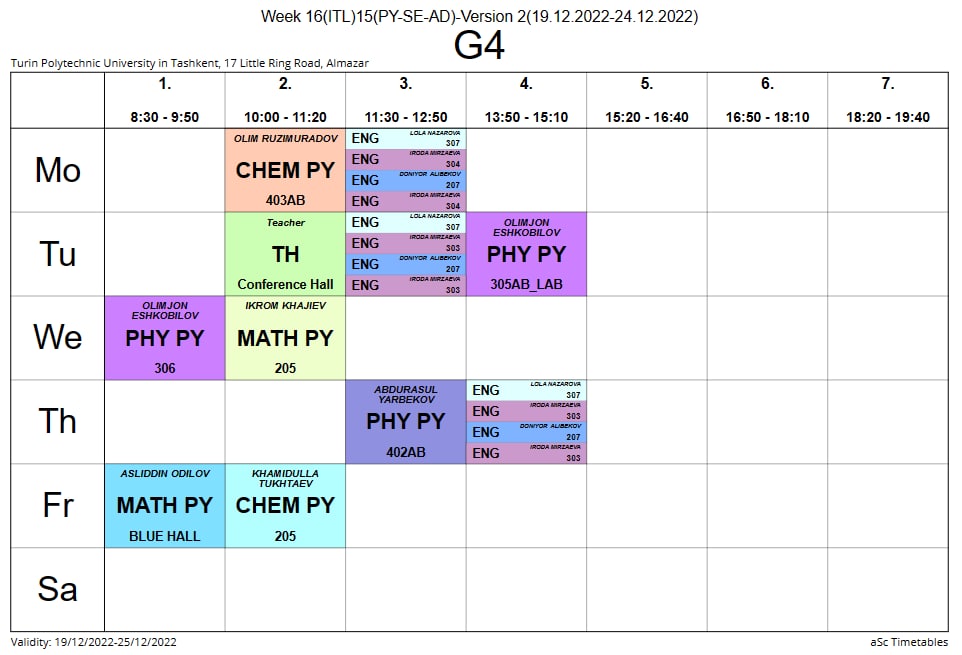 Week 16(ITL)15(PY-SE-AD)-Version 2(19.12.2022-24.12.2022)
G4
Turin Polytechnic University in Tashkent, 17 Little Ring Road, Almazar
1. 2. 3. 4. 5. 6. 7.
8:30 - 9:50 10:00 - 11:20 11:30 - 12:50 13:50 - 15:10 15:20 - 16:40 16:50 - 18:10 18:20 - 19:40
Mo
OLIM RUZIMURADOV
CHEM PY
403AB
ENG LOLA NAZAROVA
307
ENG IRODA MIRZAEVA
304
ENG DONIYOR ALIBEKOV
207
ENG IRODA MIRZAEVA
304
Tu
Teacher
TH
Conference Hall
ENG LOLA NAZAROVA
307
ENG IRODA MIRZAEVA
303
ENG DONIYOR ALIBEKOV
207
ENG IRODA MIRZAEVA
303
OLIMJON
ESHKOBILOV
PHY PY
305AB_LAB
We
OLIMJON
ESHKOBILOV
PHY PY
306
IKROM KHAJIEV
MATH PY
205
Th
ABDURASUL
YARBEKOV
PHY PY
402AB
ENG LOLA NAZAROVA
307
ENG IRODA MIRZAEVA
303
ENG DONIYOR ALIBEKOV
207
ENG IRODA MIRZAEVA
303
Fr
ASLIDDIN ODILOV
MATH PY
BLUE HALL
KHAMIDULLA
TUKHTAEV
CHEM PY
205
Sa
Validity: 19/12/2022-25/12/2022
aSc Timetables